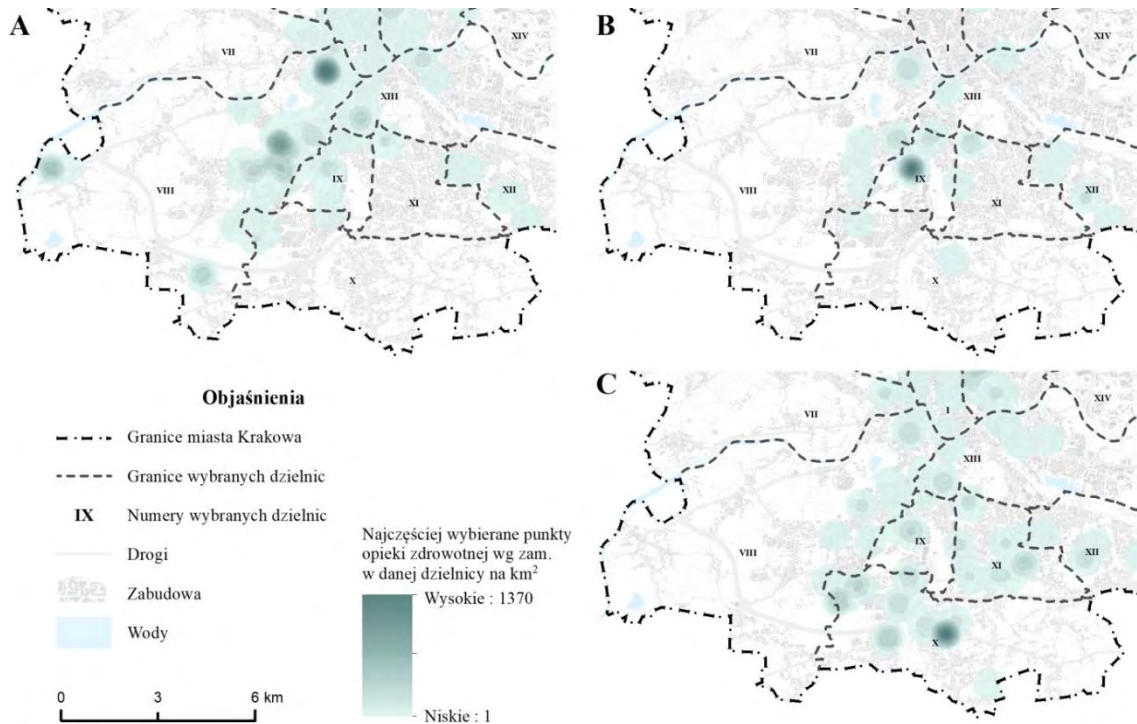 A
VII
I
XIV
XIII
VIII
IX
XII
XI
X
B
VII
I
XIV
XIII
VIII
IX
XII
XI
X
C
VII
I
XIV
XIII
VIII
IX
XII
XI
X
Objaśnienia
Granice miasta Krakowa
Granice wybranych dzielnic
IX Numery wybranych dzielnic
Drogi
Zabudowa
Wody
0 3 6 km
Najczęściej wybierane punkty
opieki zdrowotnej wg zam.
w danej dzielnicy na km²
Wysokie : 1370
Niskie : 1